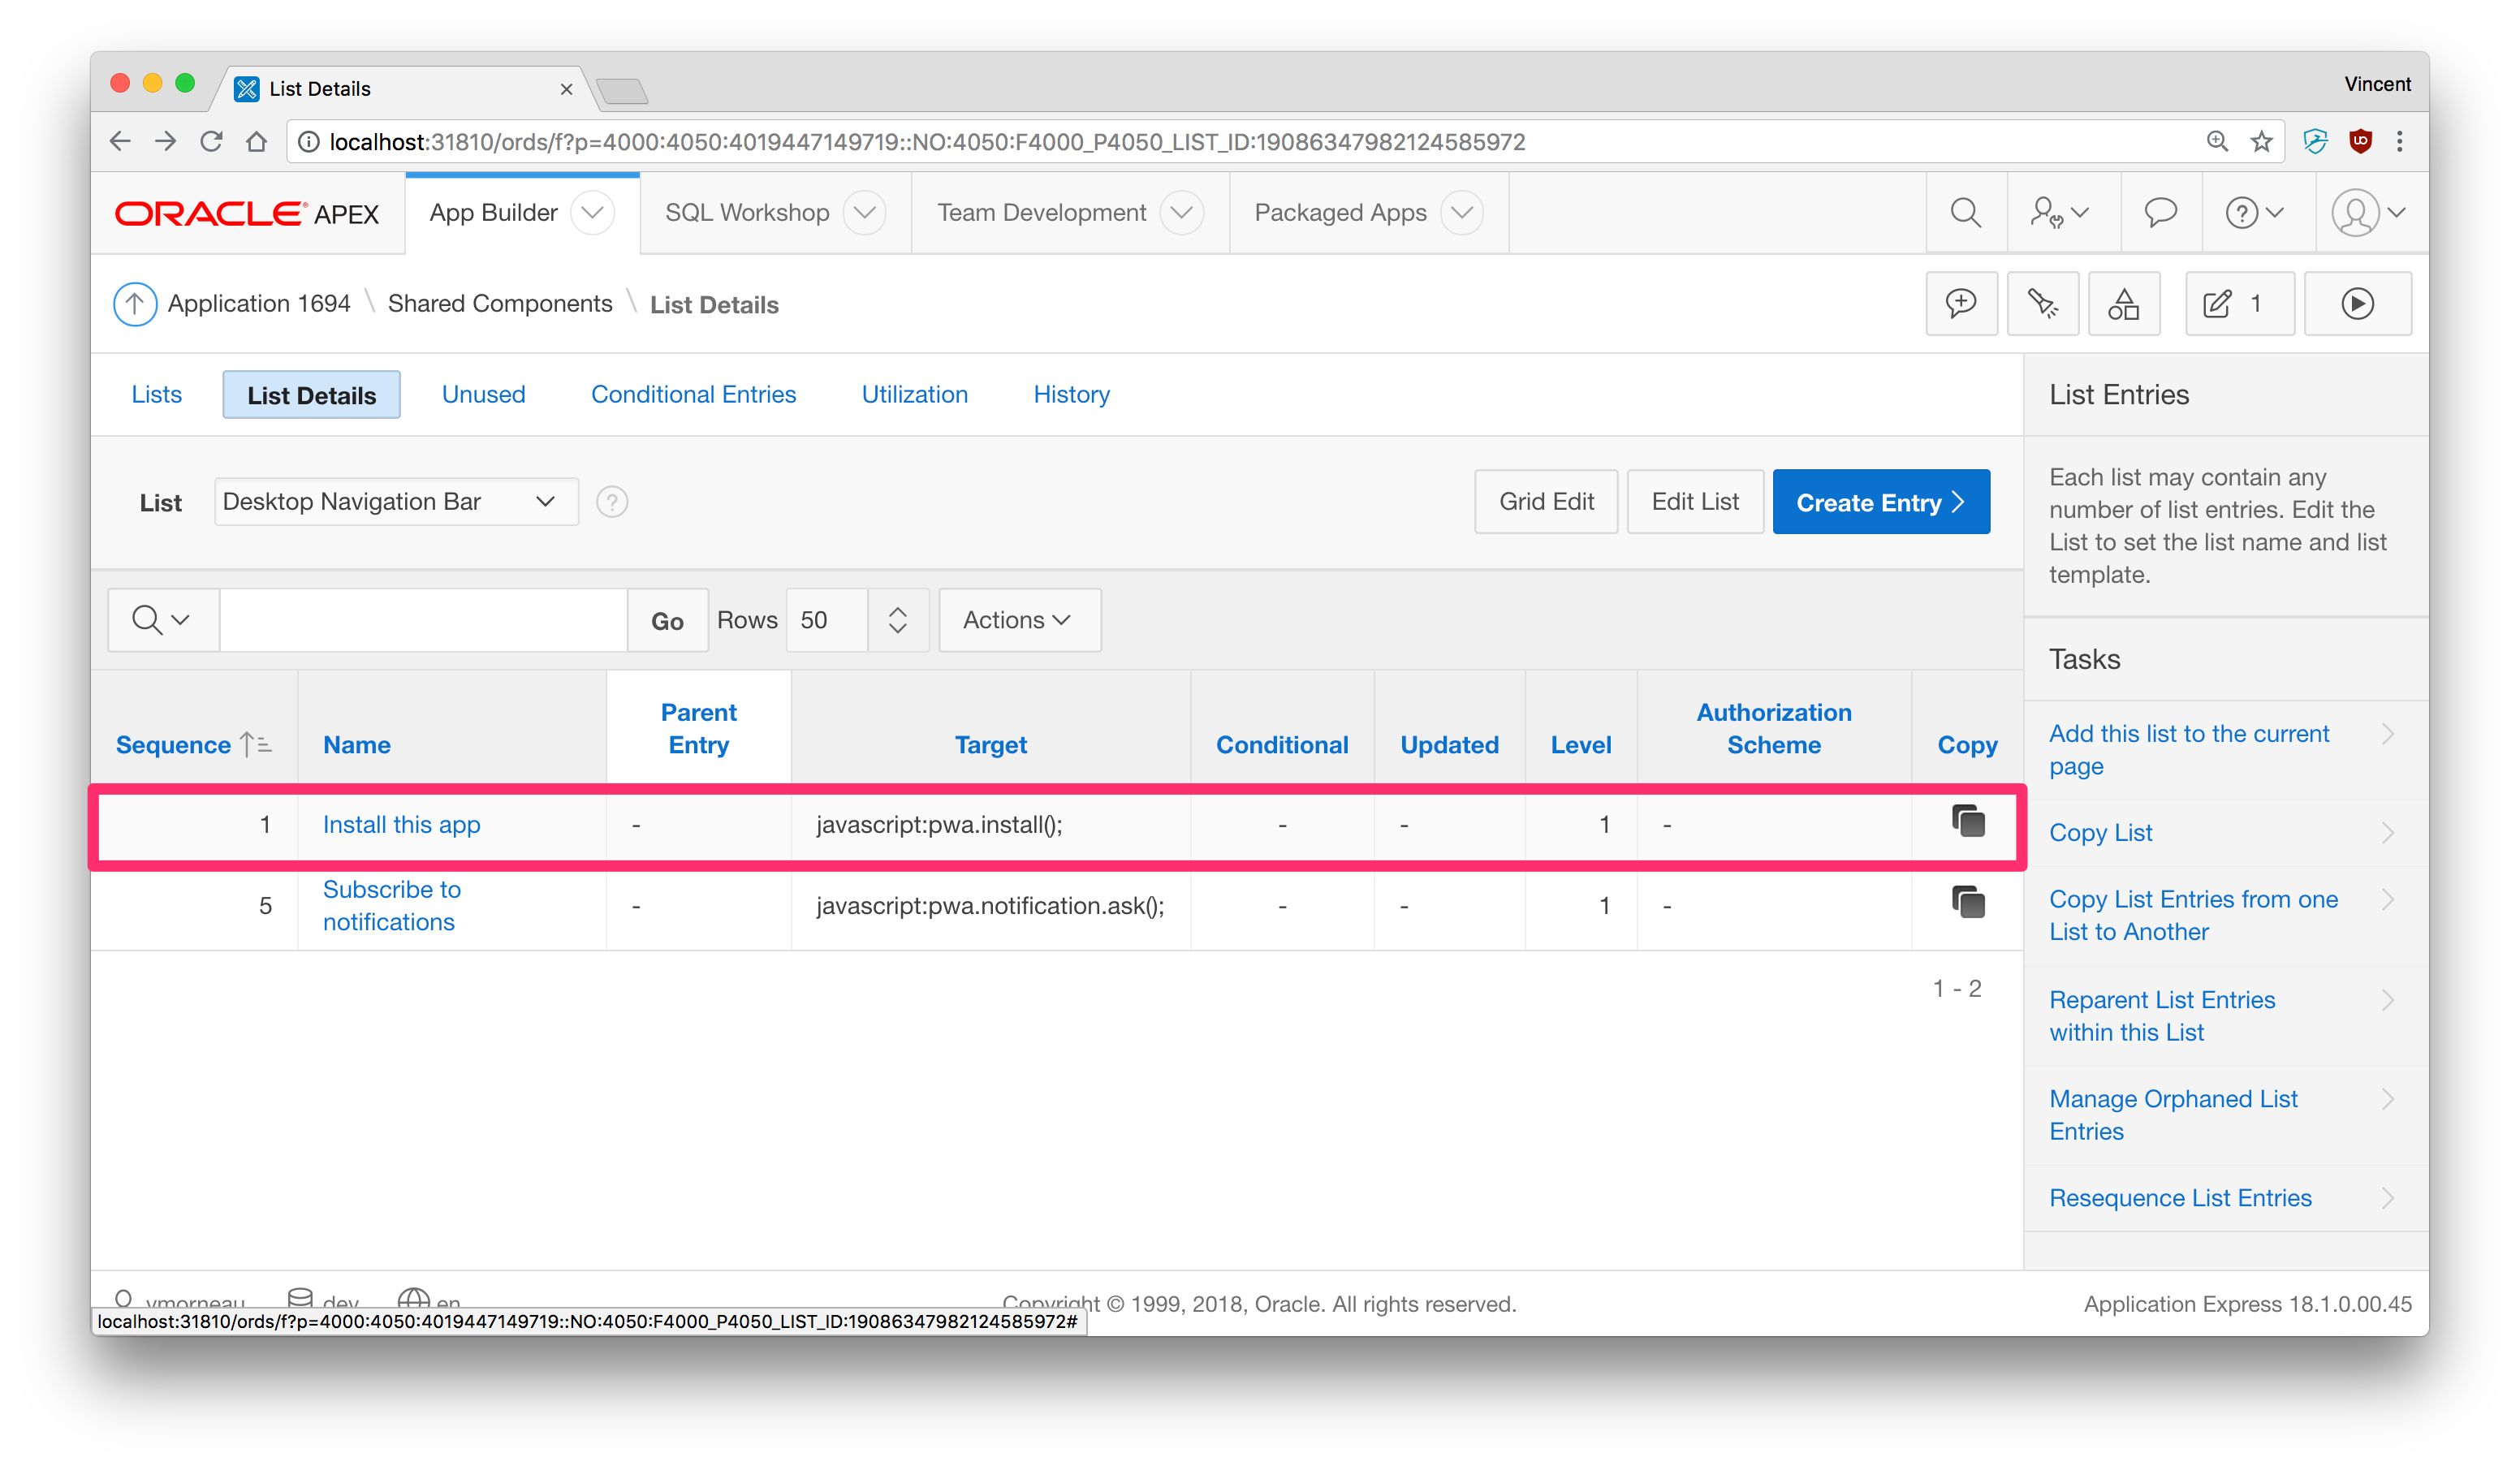 List Details
Vincent
localhost:31810/ords/f?p=4000:4050:4019447149719::NO:4050:F4000_P4050_LIST_ID:19086347982124585972
ORACLE APEX
App Builder
SQL Workshop
Team Development
Packaged Apps
Application 1694 \ Shared Components \ List Details
1
Lists
List Details
Unused
Conditional Entries
Utilization
History
List
Desktop Navigation Bar
Grid Edit
Edit List
Create Entry
Go
Rows
50
Actions
Sequence
Name
Parent
Entry
Target
Conditional
Updated
Level
Authorization
Scheme
Copy
1
Install this app
-
javascript:pwa.install();
-
-
1
-
5
Subscribe to
notifications
-
javascript:pwa.notification.ask();
-
-
1
-
1 - 2
List Entries
Each list may contain any
number of list entries. Edit the
List to set the list name and list
template.
Tasks
Add this list to the current
page
Copy List
Copy List Entries from one
List to Another
Reparent List Entries
within this List
Manage Orphaned List
Entries
Resequence List Entries
vmorneau
dev
en
Copyright © 1999, 2018, Oracle. All rights reserved.
Application Express 18.1.0.00.45
localhost:31810/ords/f?p=4000:4050:4019447149719::NO:4050:F4000_P4050_LIST_ID:19086347982124585972#